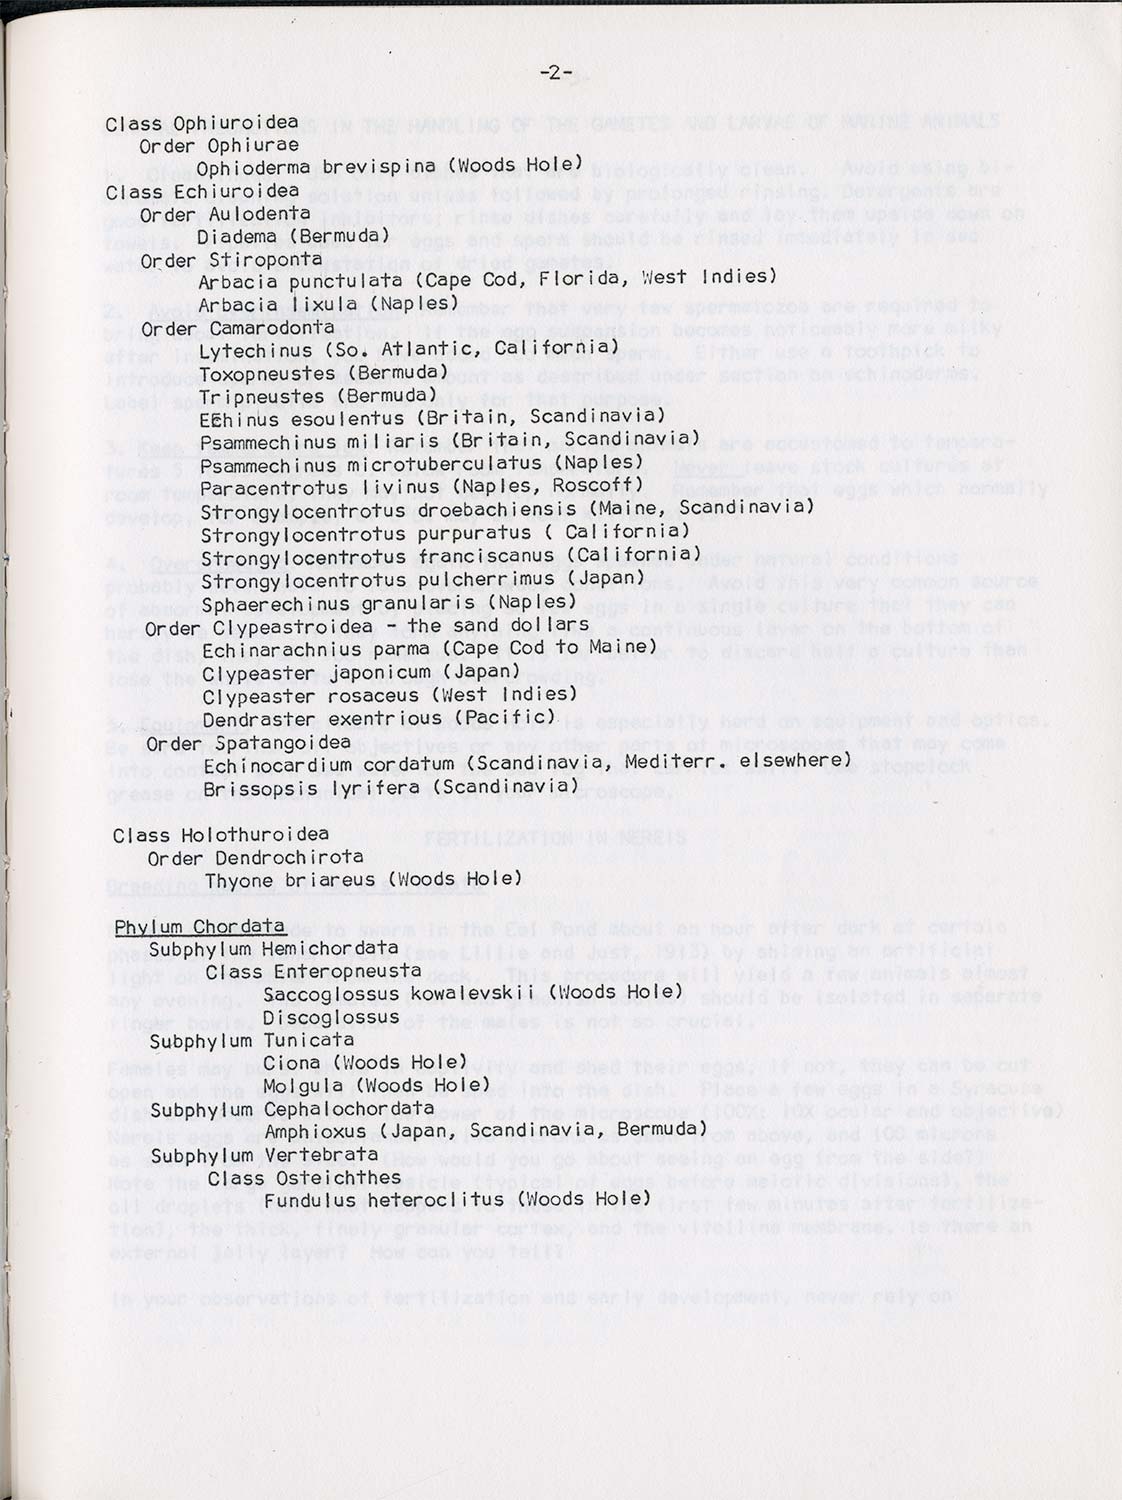 -2-
Class Ophiuroidea
Order Ophiurae
Ophioderma brevispina (Woods Hole)
Class Echiuroidea
Order Aulodenta
Diadema (Bermuda)
Order Stiroponta
Arbacia punctulata (Cape Cod, Florida, West Indies)
Arbacia lixula (Naples)
Order Camarodonta
Lytechinus (So. Atlantic, California)
Toxopneustes (Bermuda)
Tripneustes (Bermuda)
Echinus esoulentus (Britain, Scandinavia)
Psammechinus miliaris (Britain, Scandinavia)
Psammechinus microtuberculatus (Naples)
Paracentrotus livinus (Naples, Roscoff)
Strongylocentrotus droebachiensis (Maine, Scandinavia)
Strongylocentrotus purpuratus ( California)
Strongylocentrotus franciscanus (California)
Strongylocentrotus pulcherrimus (Japan)
Sphaerechinus granularis (Naples)
Order Clypeastroidea - the sand dollars
Echinarachnius parma (Cape Cod to Maine)
Clypeaster japonicum (Japan)
Clypeaster rosaceus (West Indies)
Dendraster exentrious (Pacific)
Order Spatangoidea
Echinocardium cordatum (Scandinavia, Mediterr. elsewhere)
Brissopsis lyrifera (Scandinavia)
Class Holothuroidea
Order Dendrochirota
Thyone briareus (Woods Hole)
Phylum Chordata
Subphylum Hemichordata
Class Enteropneusta
Saccoglossus kowalevskii (Woods Hole)
Discoglossus
Subphylum Tunicata
Ciona (Woods Hole)
Molgula (Woods Hole)
Subphylum Cephalochordata
Amphioxus (Japan, Scandinavia, Bermuda)
Subphylum Vertebrata
Class Osteichthes
Fundulus heteroclitus (Woods Hole)